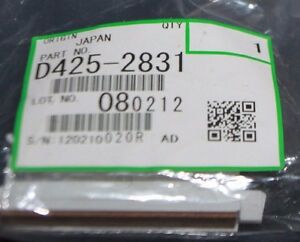 QTY
ORIGIN JAPAN
1
PART NO.
D425-2831
LOT NO. 080212
S/N:120210020R AD